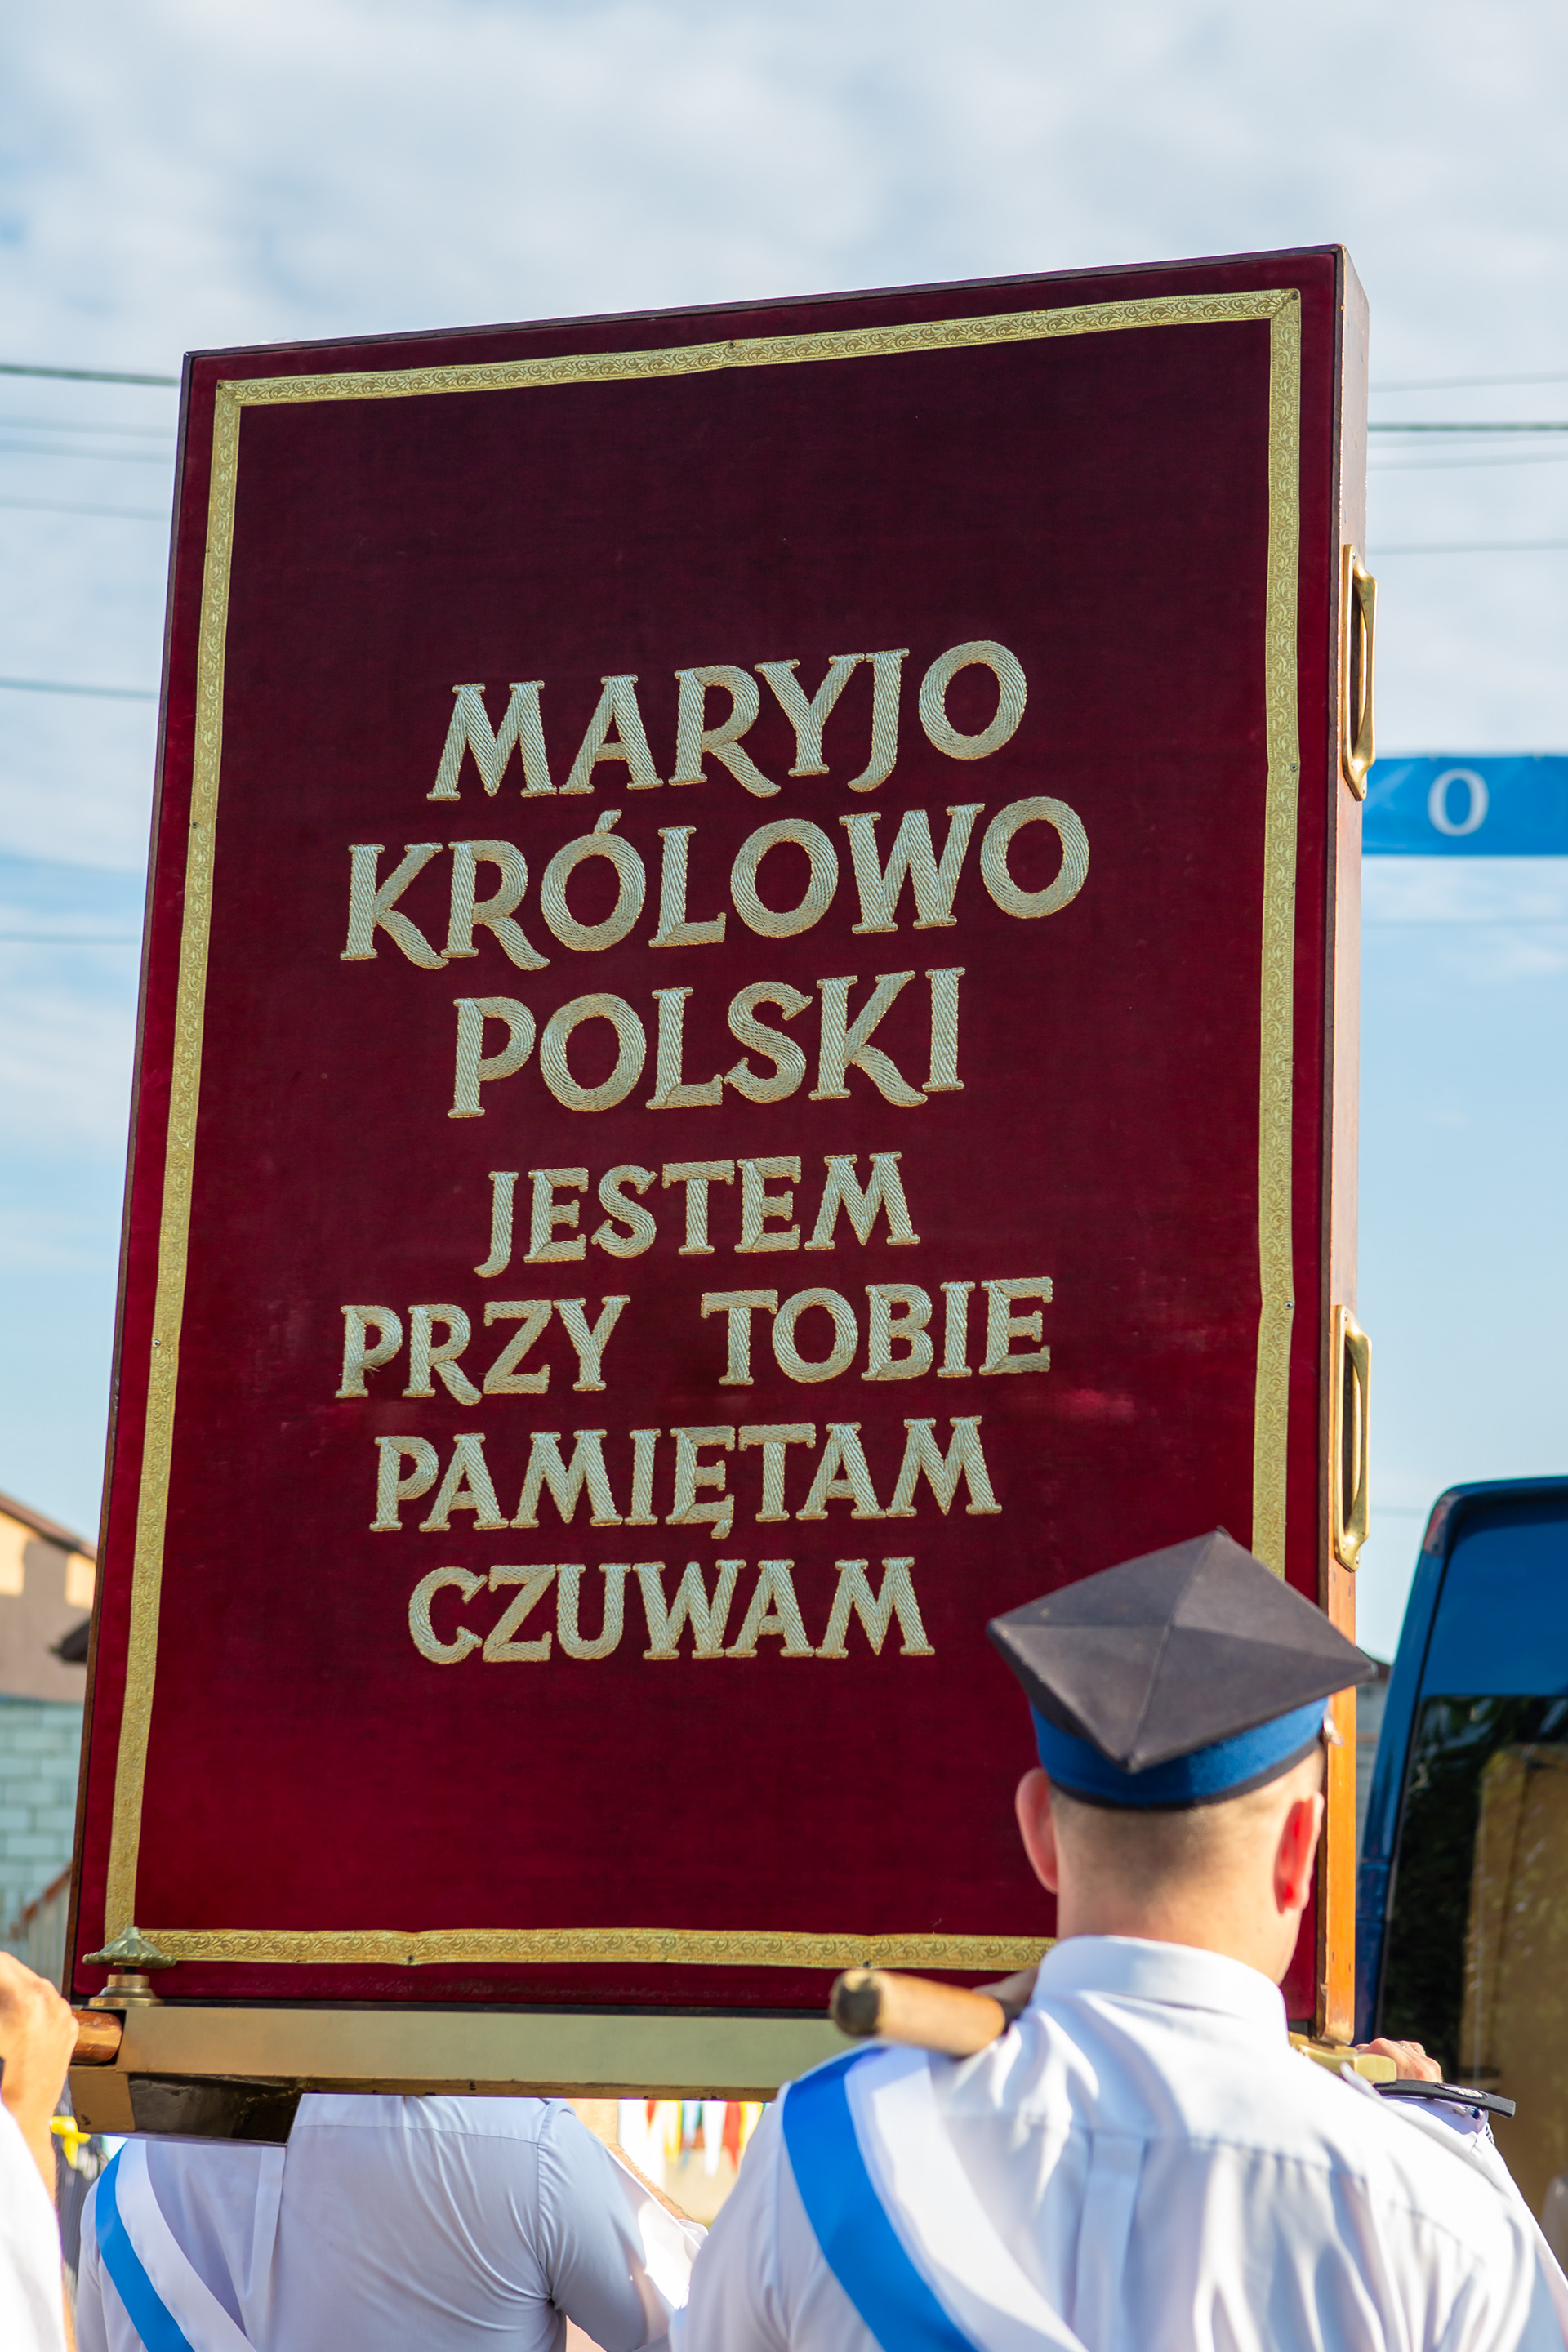 MARYJO
KRÓLOWO
POLSKI
JESTEM
PRZY TOBIE
PAMIĘTAM
CZUWAM
O